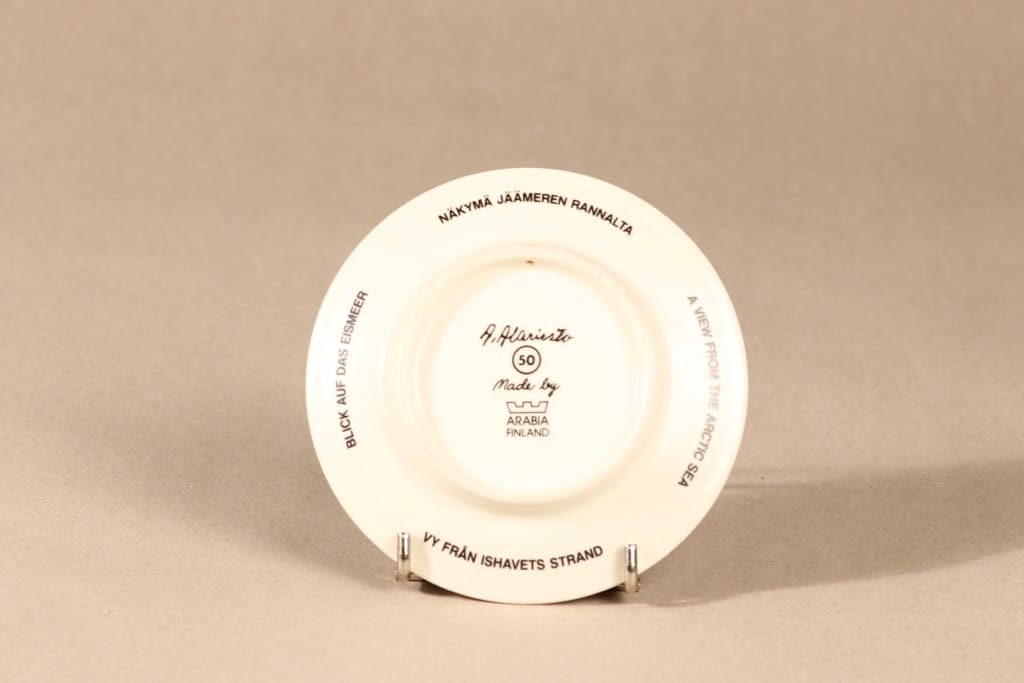 NÄKYMÄ JÄÄMEREN RANNALTA
A VIEW FROM THE ARCTIC SEA
VY FRÅN ISHAVETS STRAND
BLICK AUF DAS EISMEER
A. Alariesto
50
Made by
ARABIA
FINLAND